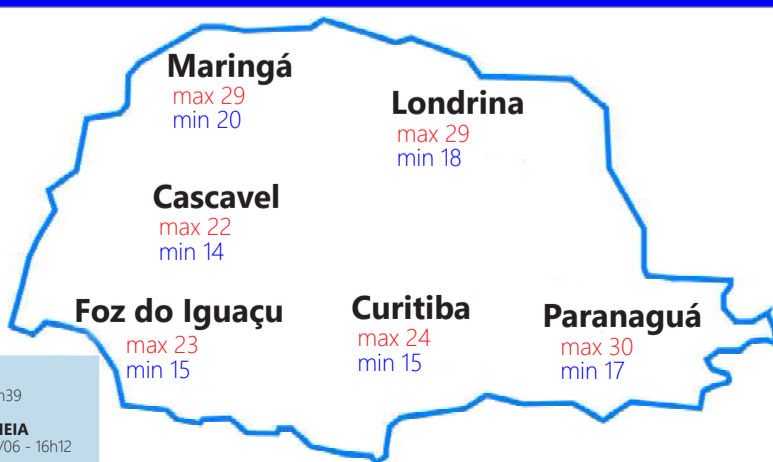 Maringá
max 29
min 20
Londrina
max 29
min 18
Cascavel
max 22
min 14
Foz do Iguaçu
max 23
min 15
Curitiba
max 24
min 15
Paranaguá
max 30
min 17
h39
/06 - 16h12